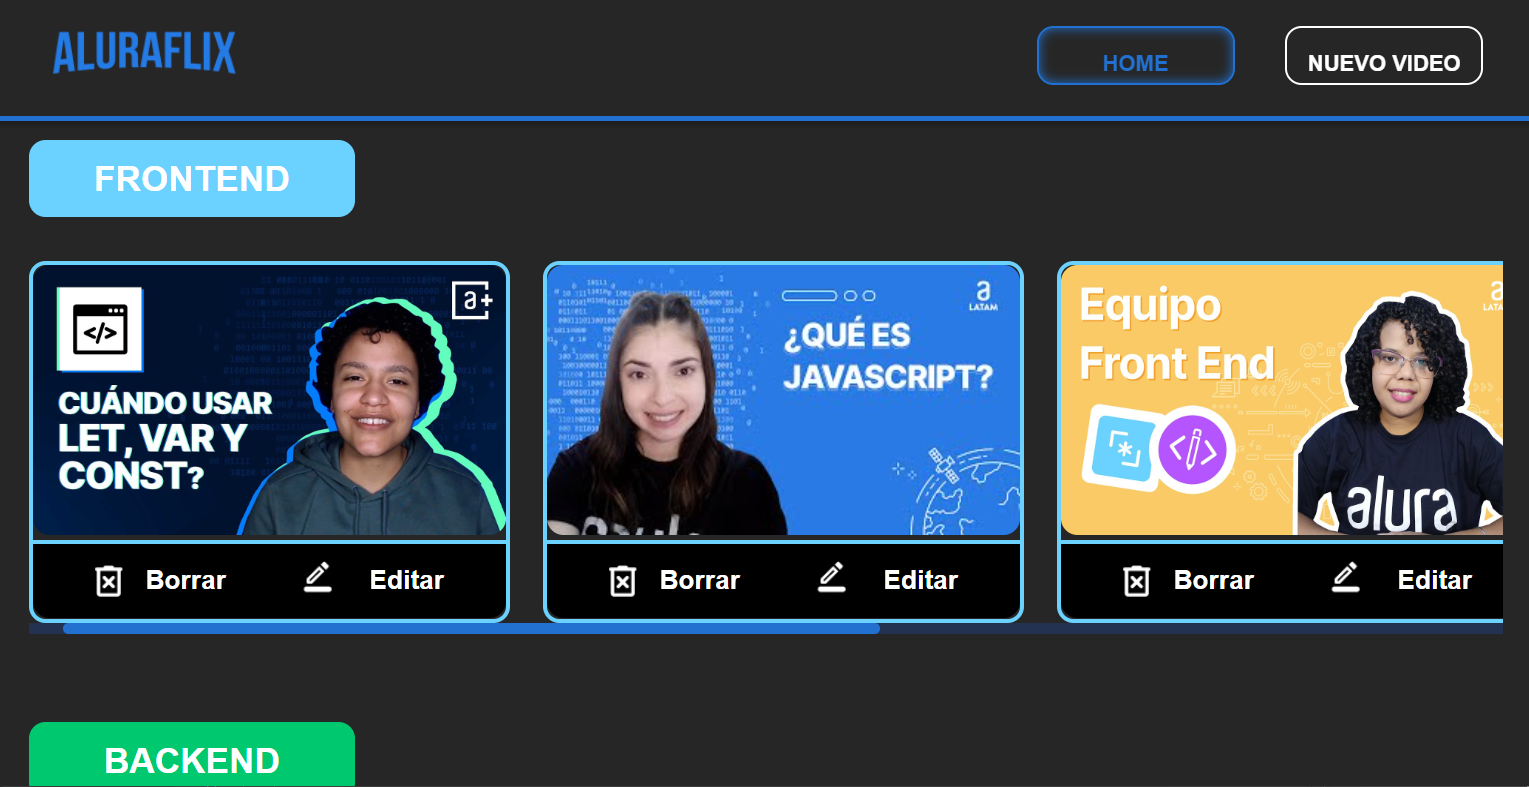 ALURAFLIX
HOME
NUEVO VIDEO
FRONTEND
a+
CUÁNDO USAR
LET, VAR Y
CONST?
</>
Borrar
Editar
a
LATAM
¿QUÉ ES
JAVASCRIPT?
Borrar
Editar
Equipo
Front End
a
alura
Borrar
Editar
BACKEND